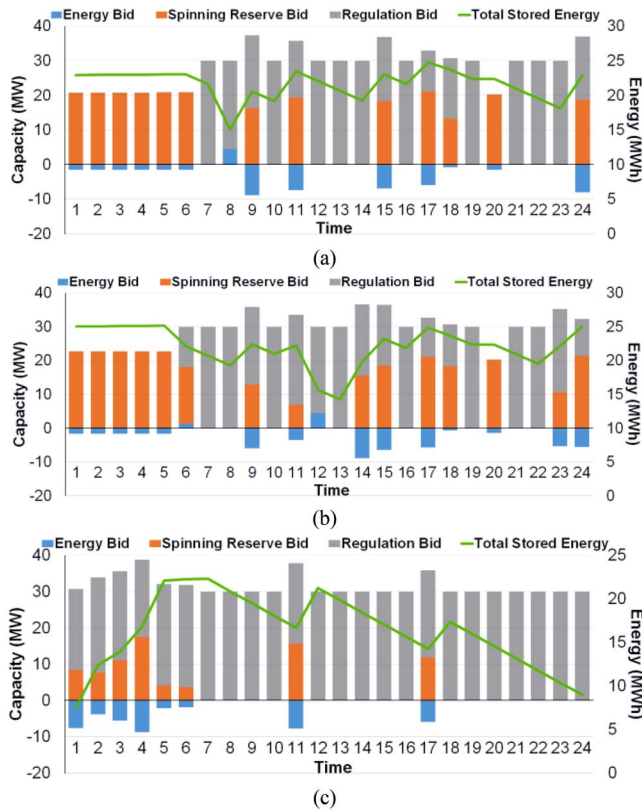 Energy Bid Spinning Reserve Bid Regulation Bid Total Stored Energy
40 30
30 25
20 20
10 15
0 10
-10 5
-20 0
Capacity (MW)
Energy (MWh)
1 2 3 4 5 6 7 8 9 10 11 12 13 14 15 16 17 18 19 20 21 22 23 24
Time
(a)
Energy Bid Spinning Reserve Bid Regulation Bid Total Stored Energy
40 30
30 25
20 20
10 15
0 10
-10 5
-20 0
Capacity (MW)
Energy (MWh)
1 2 3 4 5 6 7 8 9 10 11 12 13 14 15 16 17 18 19 20 21 22 23 24
Time
(b)
Energy Bid Spinning Reserve Bid Regulation Bid Total Stored Energy
40 25
30 20
20 15
10 10
0 5
-10 0
-20
Capacity (MW)
Energy (MWh)
1 2 3 4 5 6 7 8 9 10 11 12 13 14 15 16 17 18 19 20 21 22 23 24
Time
(c)